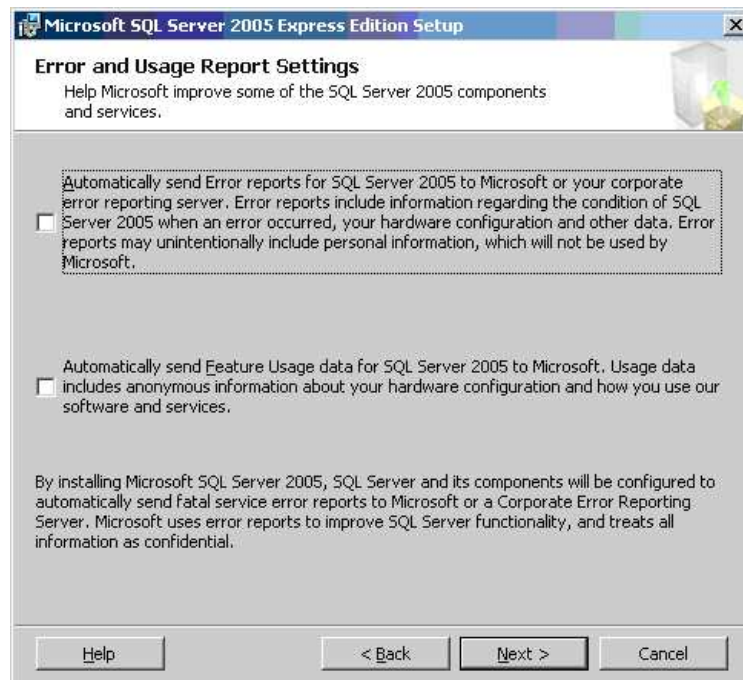 Microsoft SQL Server 2005 Express Edition Setup
Error and Usage Report Settings
Help Microsoft improve some of the SQL Server 2005 components
and services.
Automatically send Error reports for SQL Server 2005 to Microsoft or your corporate
error reporting server. Error reports include information regarding the condition of SQL
Server 2005 when an error occurred, your hardware configuration and other data. Error
reports may unintentionally include personal information, which will not be used by
Microsoft.
Automatically send Feature Usage data for SQL Server 2005 to Microsoft. Usage data
includes anonymous information about your hardware configuration and how you use our
software and services.
By installing Microsoft SQL Server 2005, SQL Server and its components will be configured to
automatically send fatal service error reports to Microsoft or a Corporate Error Reporting
Server. Microsoft uses error reports to improve SQL Server functionality, and treats all
information as confidential.
Help
< Back
Next >
Cancel